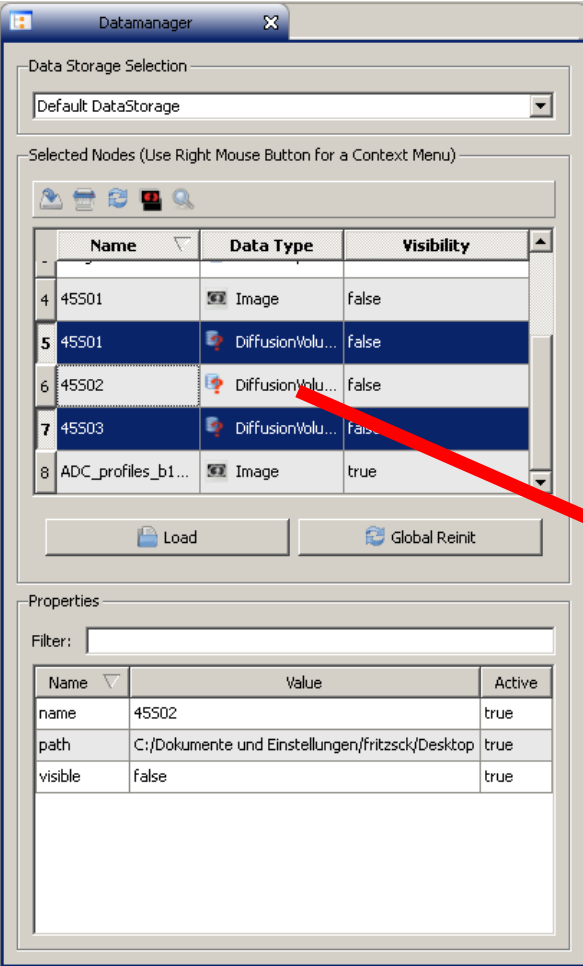 Datamanager
Data Storage Selection
Default DataStorage
Selected Nodes (Use Right Mouse Button for a Context Menu)
Name Data Type Visibility
4 45S01 Image false
5 45S01 DiffusionVolu... false
6 45S02 DiffusionVolu... false
7 45S03 DiffusionVolu... false
8 ADC_profiles_b1... Image true
Load Global Reinit
Properties
Filter:
Name Value Active
name 45S02 true
path C:/Dokumente und Einstellungen/fritzsck/Desktop true
visible false true